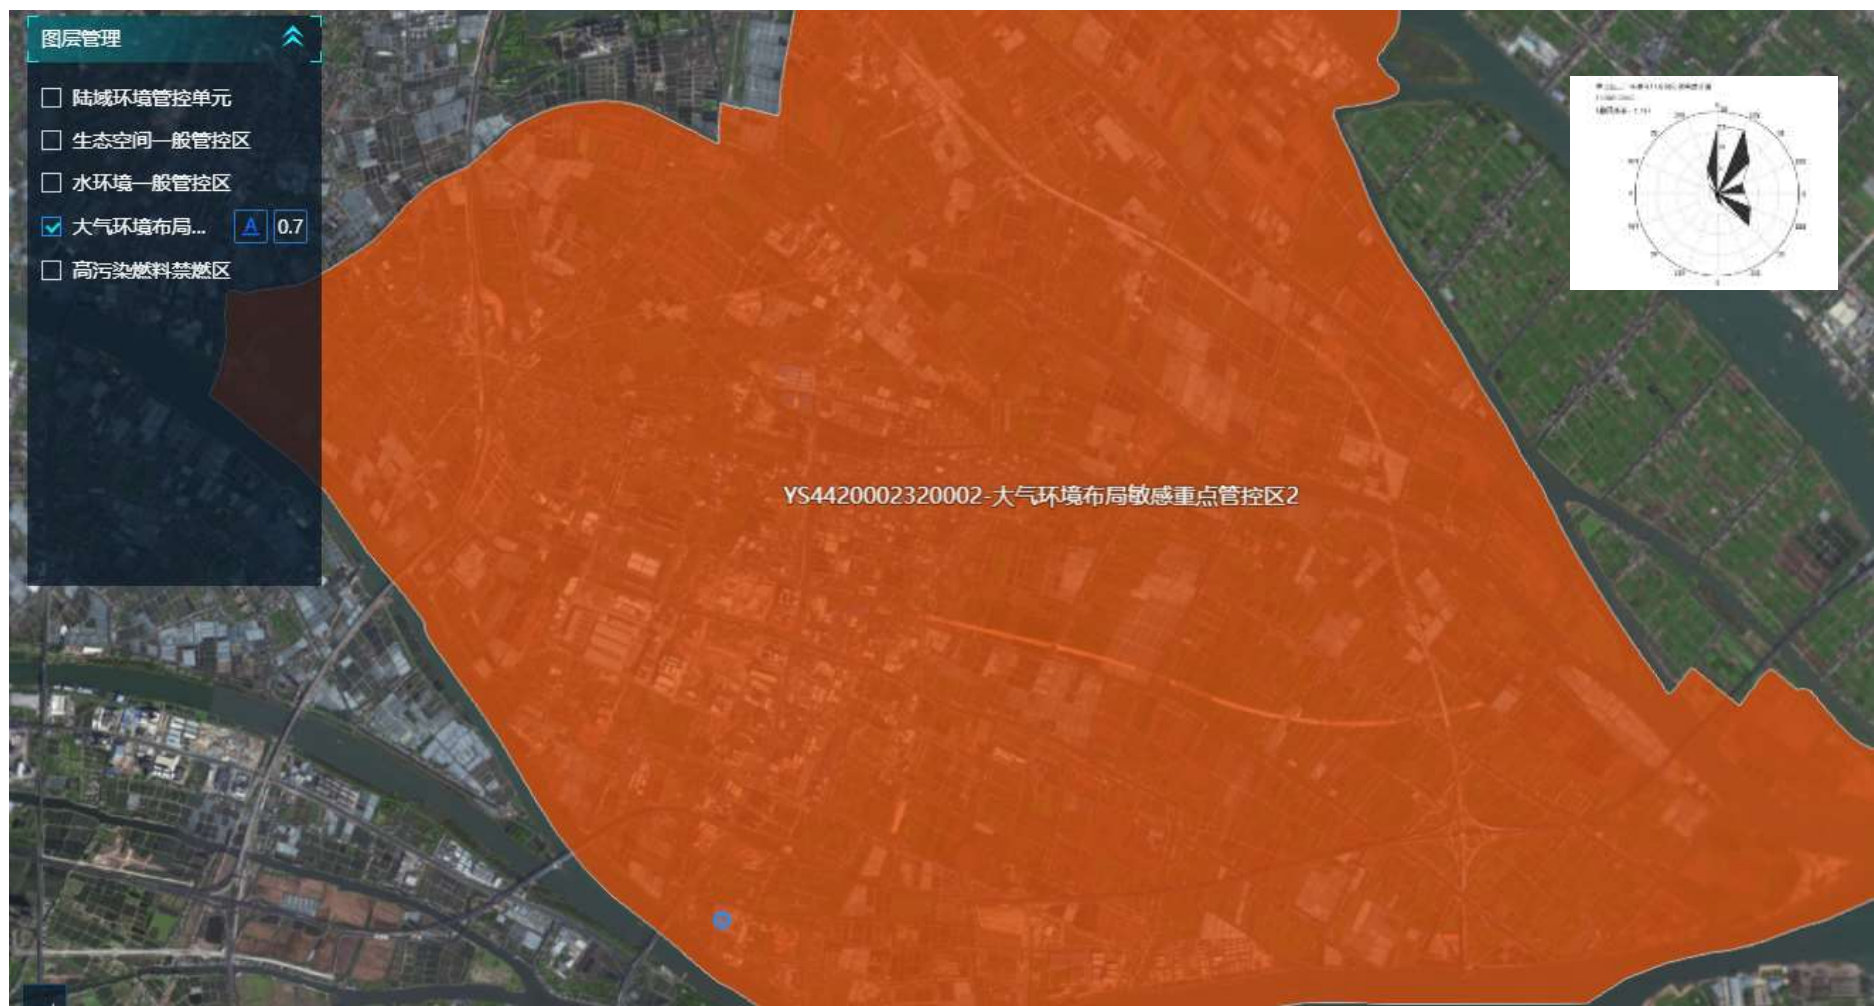 图层管理
陆域环境管控单元
生态空间一般管控区
水环境一般管控区
大气环境布局... A 0.7
高污染燃料禁燃区
YS4420002320002-大气环境布局敏感重点管控区2